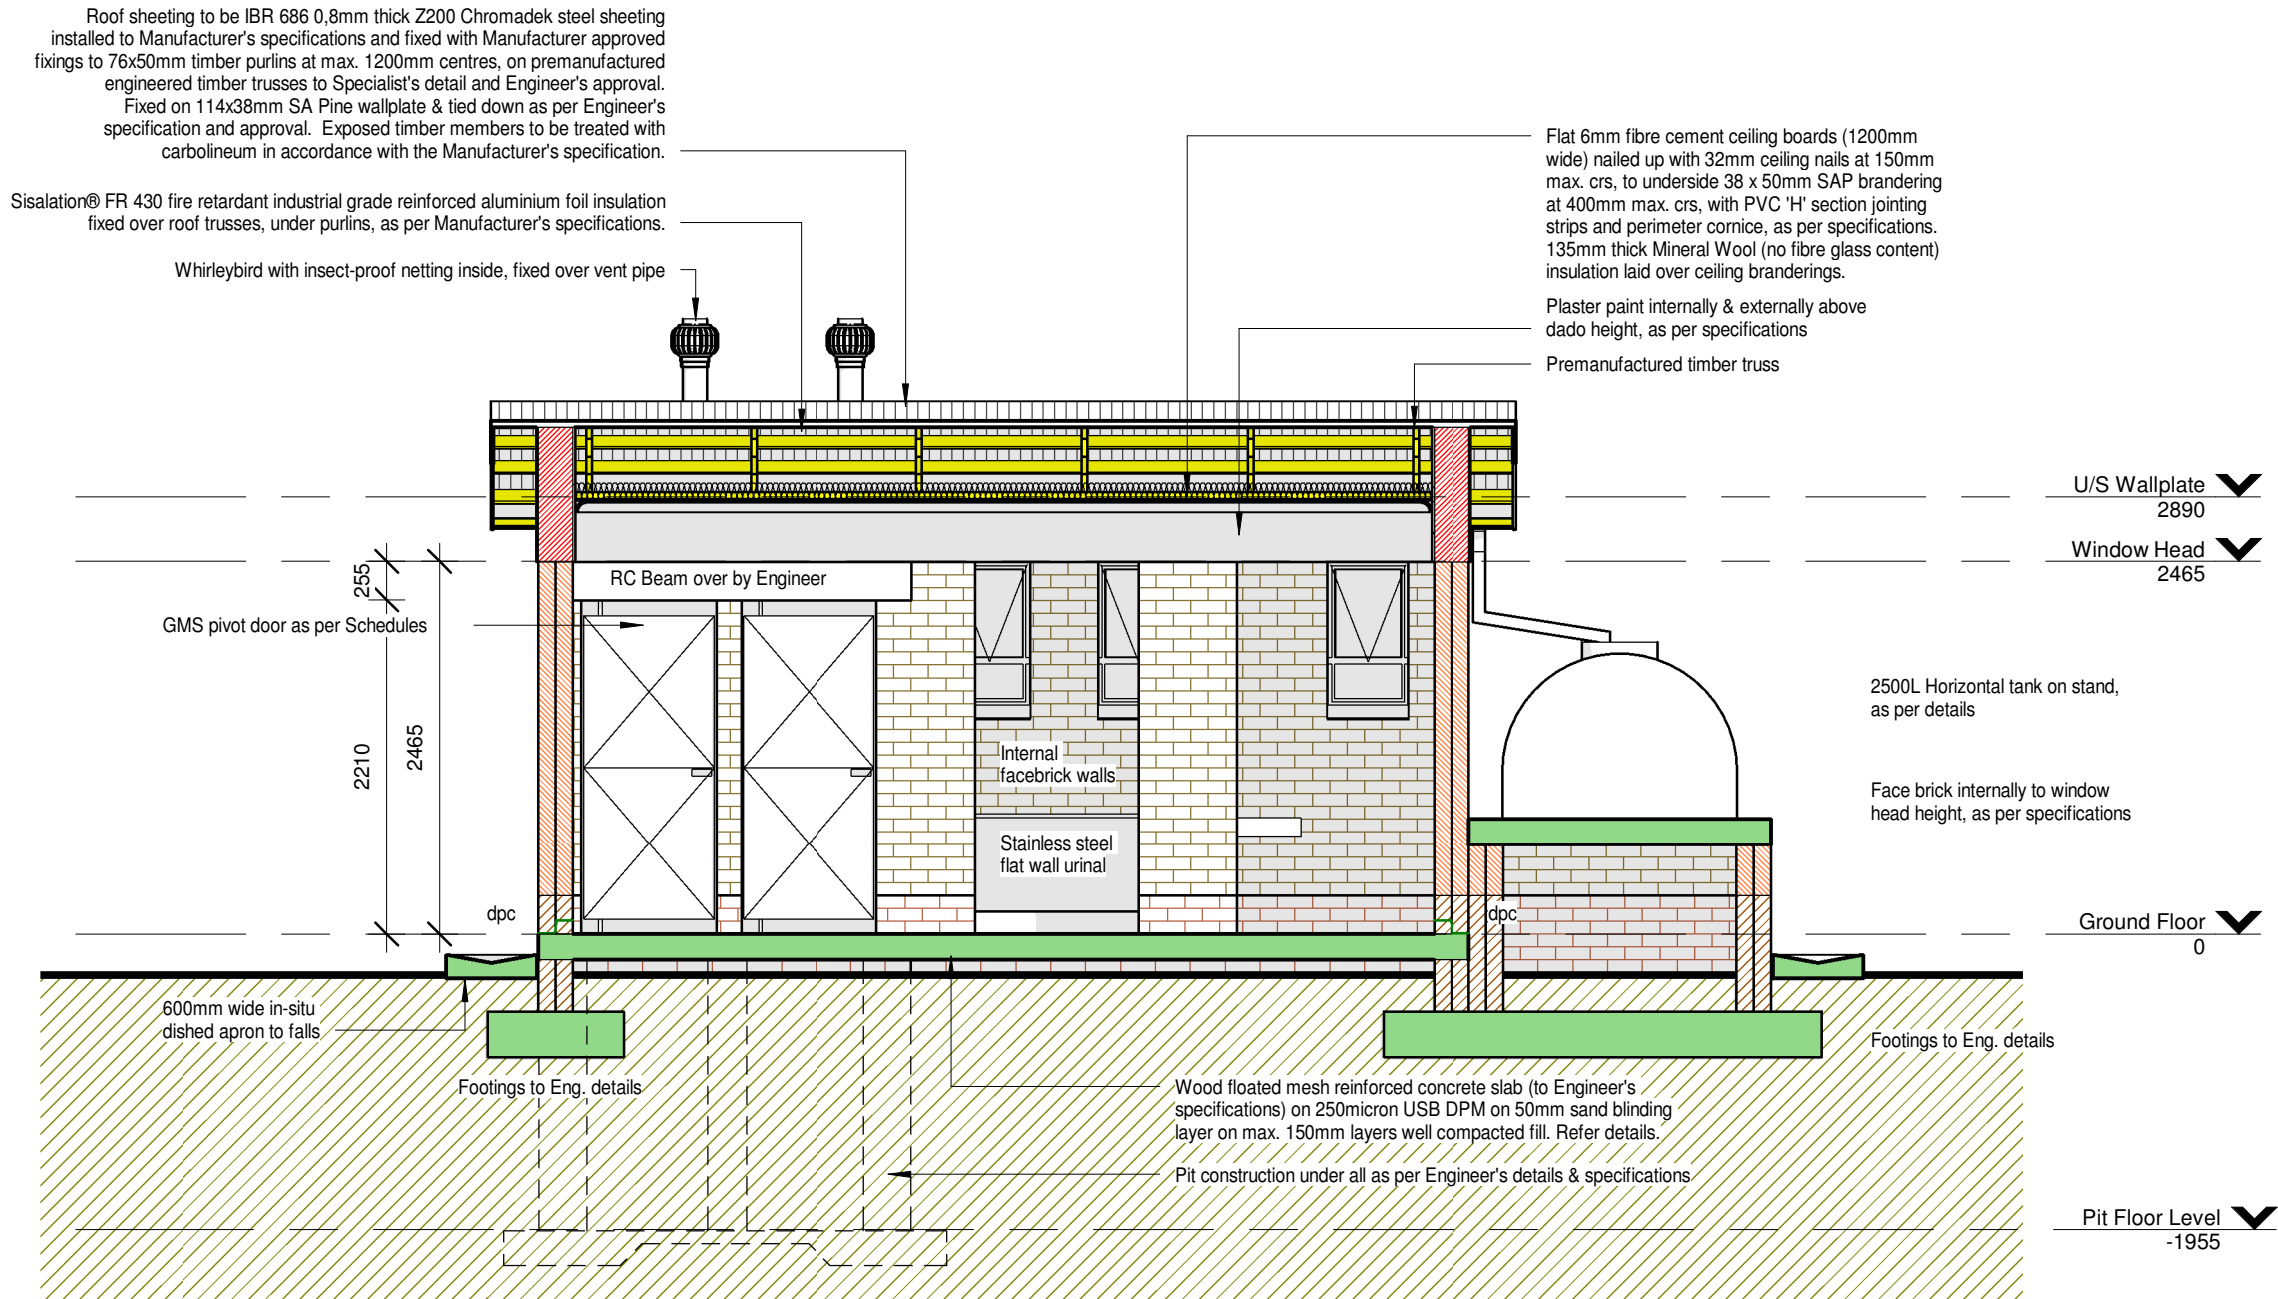 Roof sheeting to be IBR 686 0,8mm thick Z200 Chromadek steel sheeting
installed to Manufacturer's specifications and fixed with Manufacturer approved
fixings to 76x50mm timber purlins at max. 1200mm centres, on premanufactured
engineered timber trusses to Specialist's detail and Engineer's approval.
Fixed on 114x38mm SA Pine wallplate & tied down as per Engineer's
specification and approval.  Exposed timber members to be treated with
carbolineum in accordance with the Manufacturer's specification.
Sisalation® FR 430 fire retardant industrial grade reinforced aluminium foil insulation
fixed over roof trusses, under purlins, as per Manufacturer's specifications.
Whirleybird with insect-proof netting inside, fixed over vent pipe
Flat 6mm fibre cement ceiling boards (1200mm
wide) nailed up with 32mm ceiling nails at 150mm
max. crs, to underside 38 x 50mm SAP brandering
at 400mm max. crs, with PVC 'H' section jointing
strips and perimeter cornice, as per specifications.
135mm thick Mineral Wool (no fibre glass content)
insulation laid over ceiling branderings.
Plaster paint internally & externally above
dado height, as per specifications
Premanufactured timber truss
U/S Wallplate
2890
Window Head
2465
255
RC Beam over by Engineer
GMS pivot door as per Schedules
2210
2465
2500L Horizontal tank on stand,
as per details
Internal
facebrick walls
Face brick internally to window
head height, as per specifications
Stainless steel
flat wall urinal
dpc
dpc
Ground Floor
0
600mm wide in-situ
dished apron to falls
Footings to Eng. details
Footings to Eng. details
Wood floated mesh reinforced concrete slab (to Engineer's
specifications) on 250micron USB DPM on 50mm sand blinding
layer on max. 150mm layers well compacted fill. Refer details.
Pit construction under all as per Engineer's details & specifications
Pit Floor Level
-1955